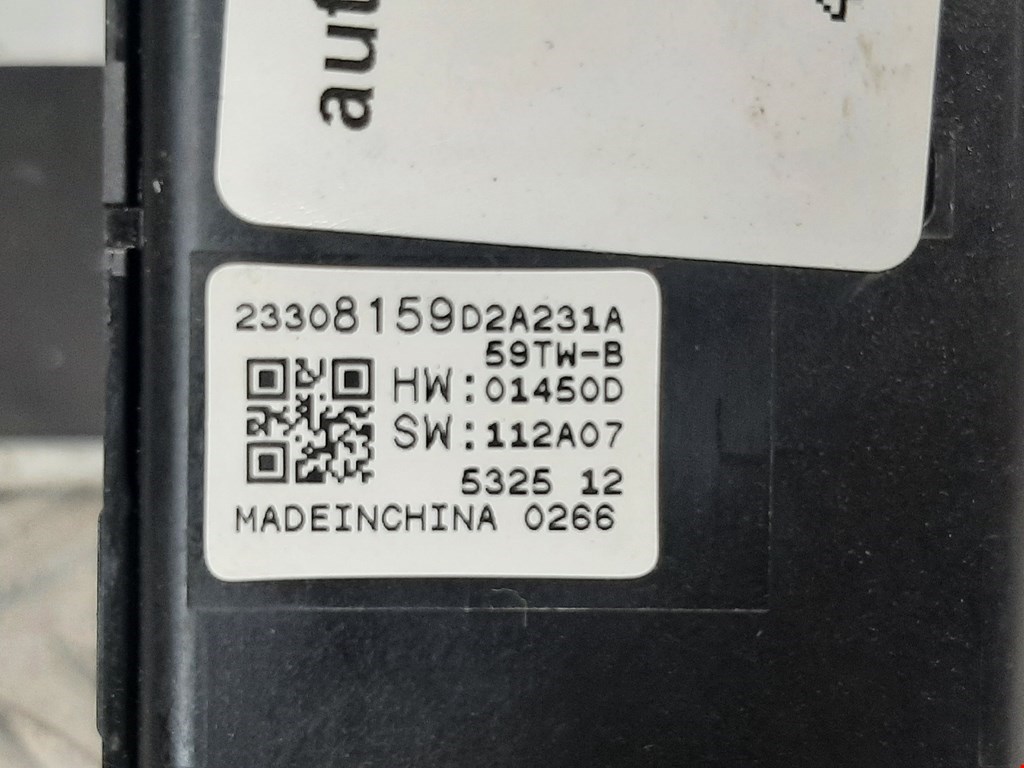 aut
23308159D2A231A
59TW-B
HW:01450D
SW:112A07
5325 12
MADEINCHINA 0266